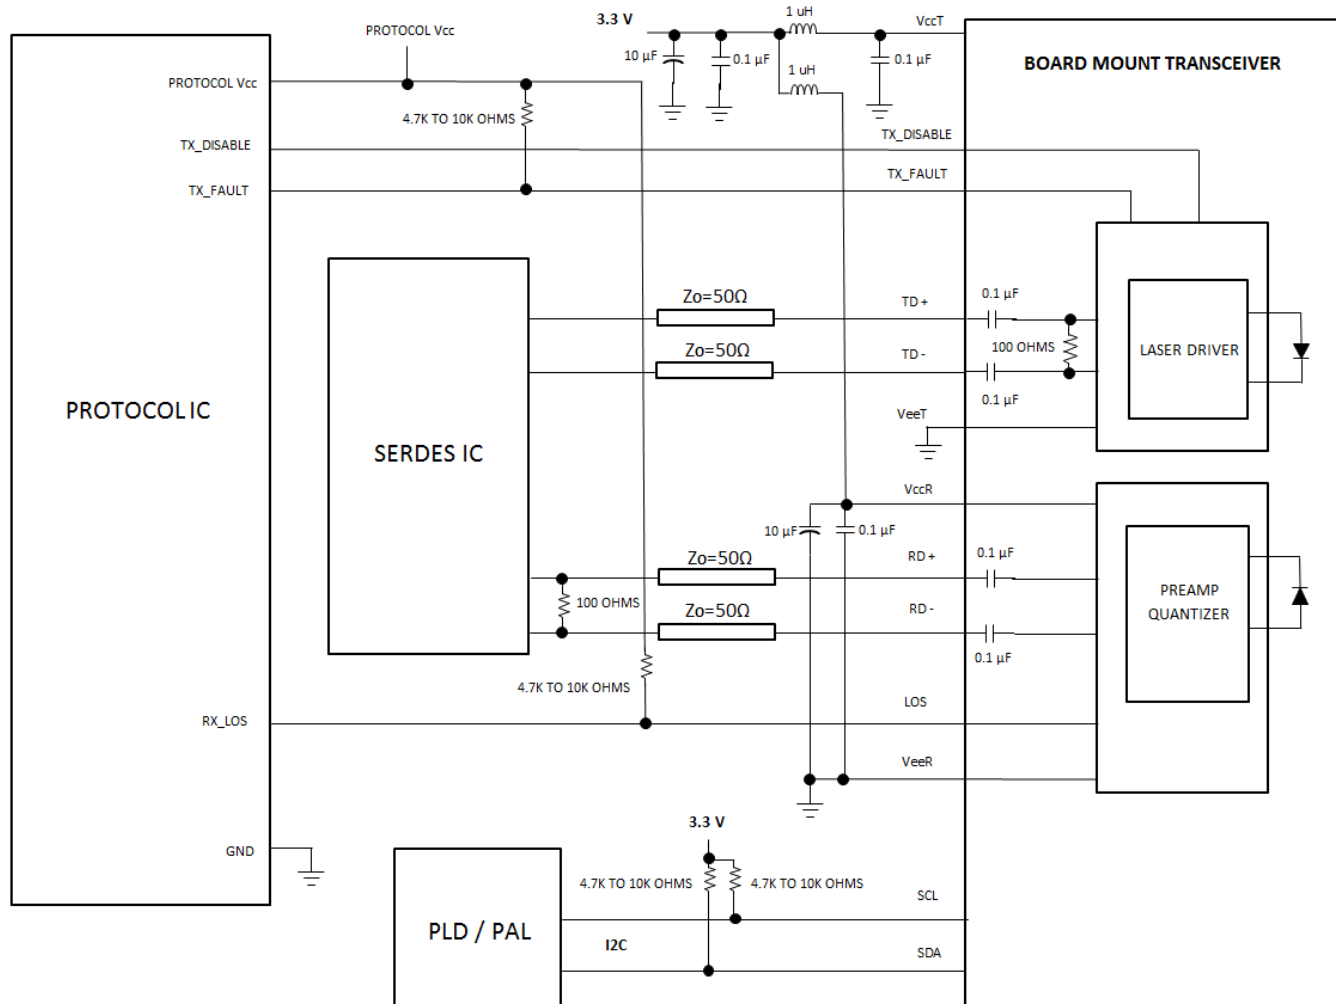 1 uH
3.3 V
VccT
PROTOCOL Vcc
10 µF
0.1 µF
0.1 µF
BOARD MOUNT TRANSCEIVER
1 uH
PROTOCOL Vcc
4.7K TO 10K OHMS
TX_DISABLE
TX_DISABLE
TX_FAULT
TX_FAULT
Zo=50Ω
TD +
0.1 µF
Zo=50Ω
TD -
100 OHMS
LASER DRIVER
0.1 µF
PROTOCOL IC
VeeT
SERDES IC
VccR
10 µF
0.1 µF
Zo=50Ω
RD +
0.1 µF
PREAMP
QUANTIZER
100 OHMS
Zo=50Ω
RD -
0.1 µF
4.7K TO 10K OHMS
RX_LOS
LOS
VeeR
3.3 V
GND
4.7K TO 10K OHMS
4.7K TO 10K OHMS
SCL
PLD / PAL
I2C
SDA